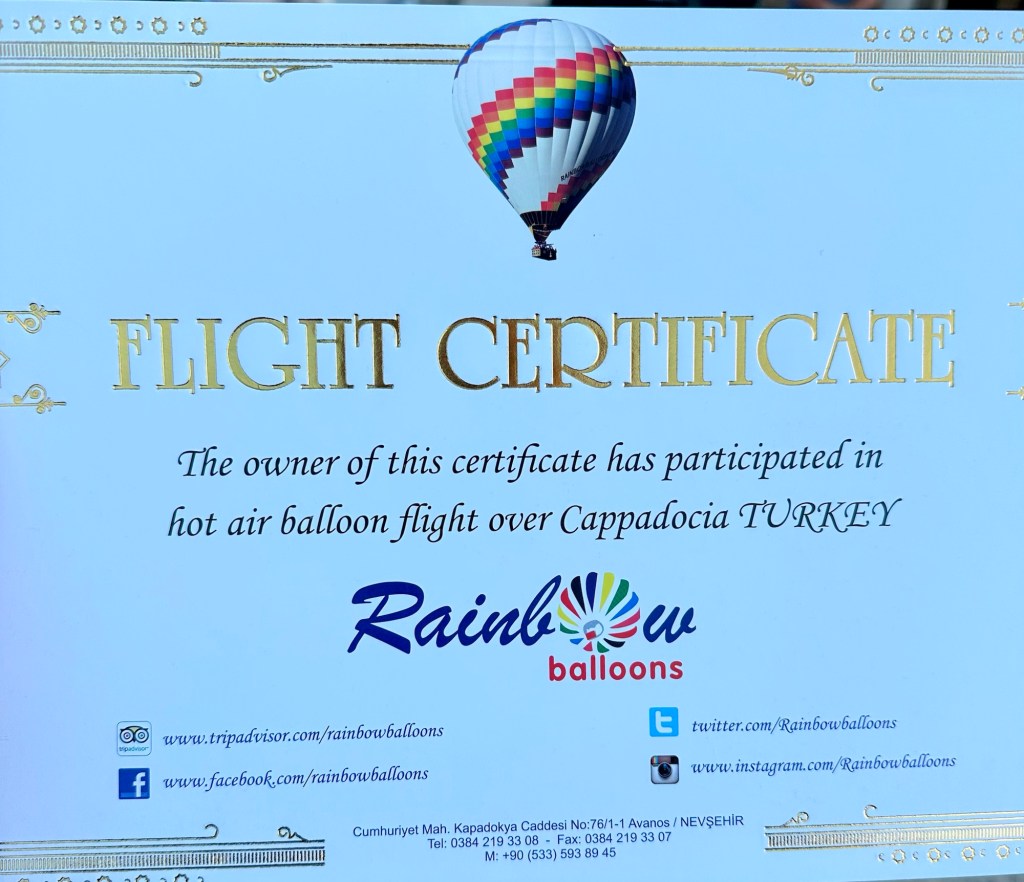 FLIGHT CERTIFICATE
The owner of this certificate has participated in
hot air balloon flight over Cappadocia TURKEY
Rainbow
balloons
tripadvisor
www.tripadvisor.com/rainbowballoons
twitter.com/Rainbowballoons
www.facebook.com/rainbowballoons
www.instagram.com/Rainbowballoons
Cumhuriyet Mah. Kapadokya Caddesi No:76/1-1 Avanos / NEVŞEHİR
Tel: 0384 219 33 08 - Fax: 0384 219 33 07
M: +90 (533) 593 89 45